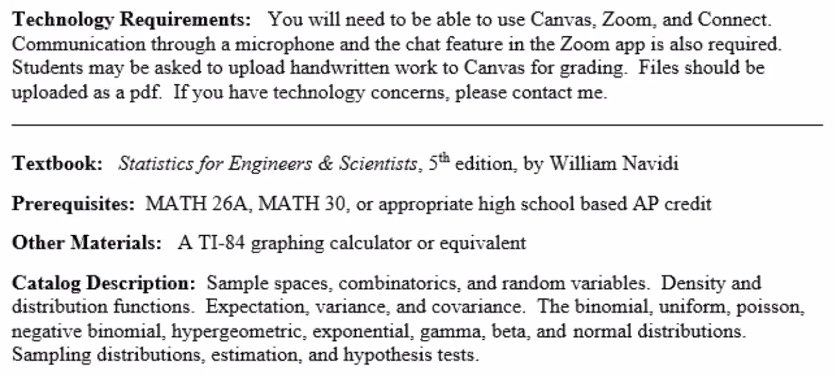 Technology Requirements: You will need to be able to use Canvas, Zoom, and Connect.
Communication through a microphone and the chat feature in the Zoom app is also required.
Students may be asked to upload handwritten work to Canvas for grading. Files should be
uploaded as a pdf. If you have technology concerns, please contact me.
Textbook: Statistics for Engineers & Scientists, 5th edition, by William Navidi
Prerequisites: MATH 26A, MATH 30, or appropriate high school based AP credit
Other Materials: A TI-84 graphing calculator or equivalent
Catalog Description: Sample spaces, combinatorics, and random variables. Density and
distribution functions. Expectation, variance, and covariance. The binomial, uniform, poisson,
negative binomial, hypergeometric, exponential, gamma, beta, and normal distributions.
Sampling distributions, estimation, and hypothesis tests.